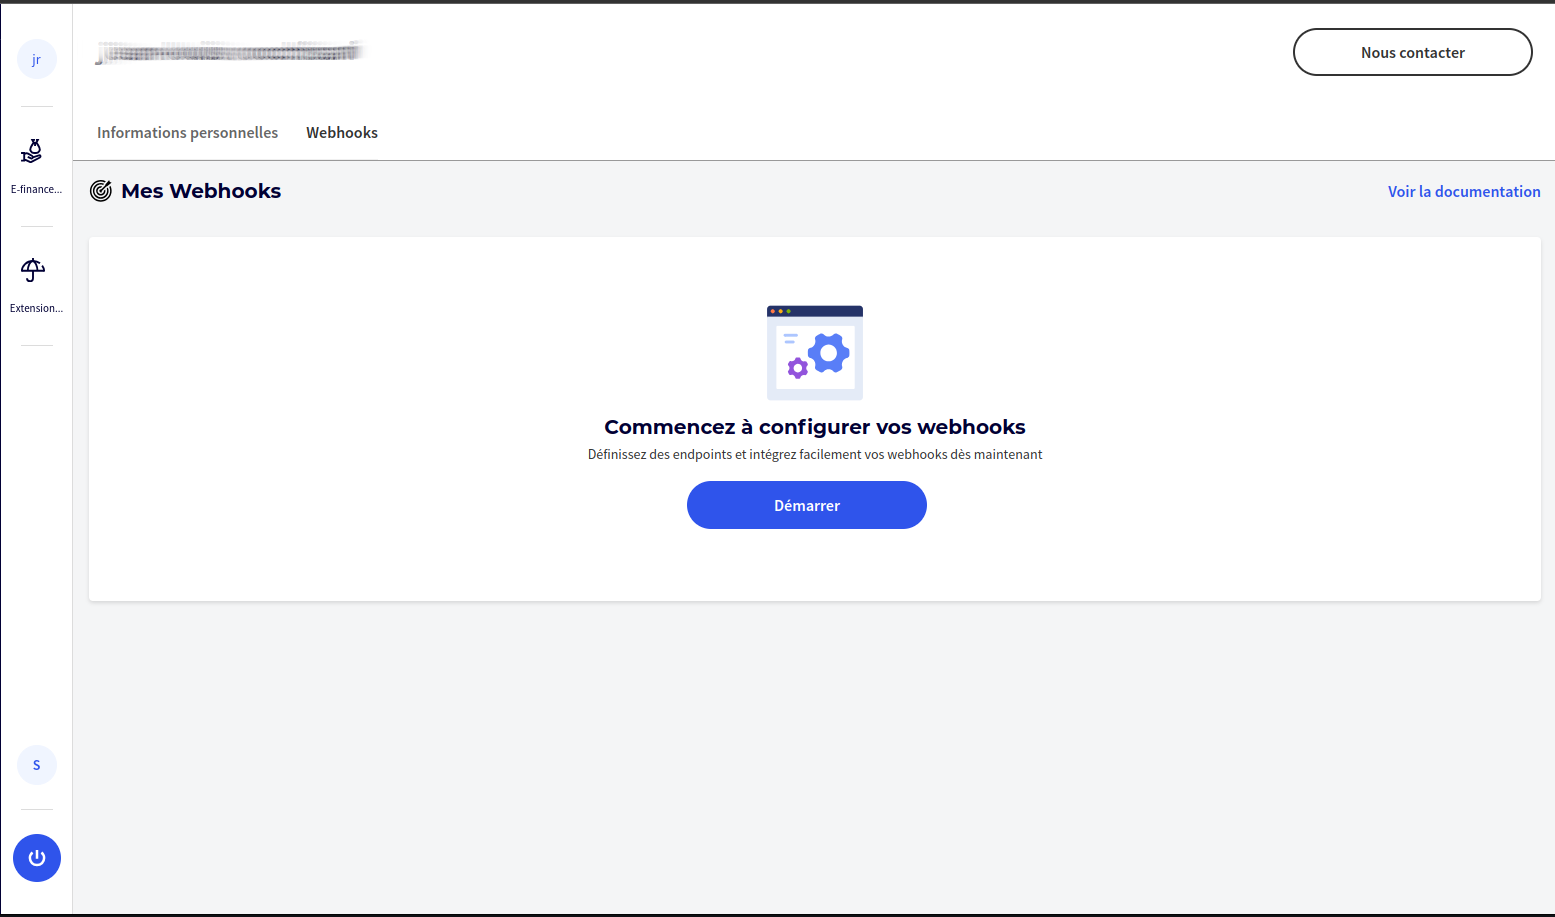 jr
Nous contacter
Informations personnelles
Webhooks
E-finance...
Mes Webhooks
Voir la documentation
Extension...
Commencez à configurer vos webhooks
Définissez des endpoints et intégrez facilement vos webhooks dès maintenant
Démarrer
S